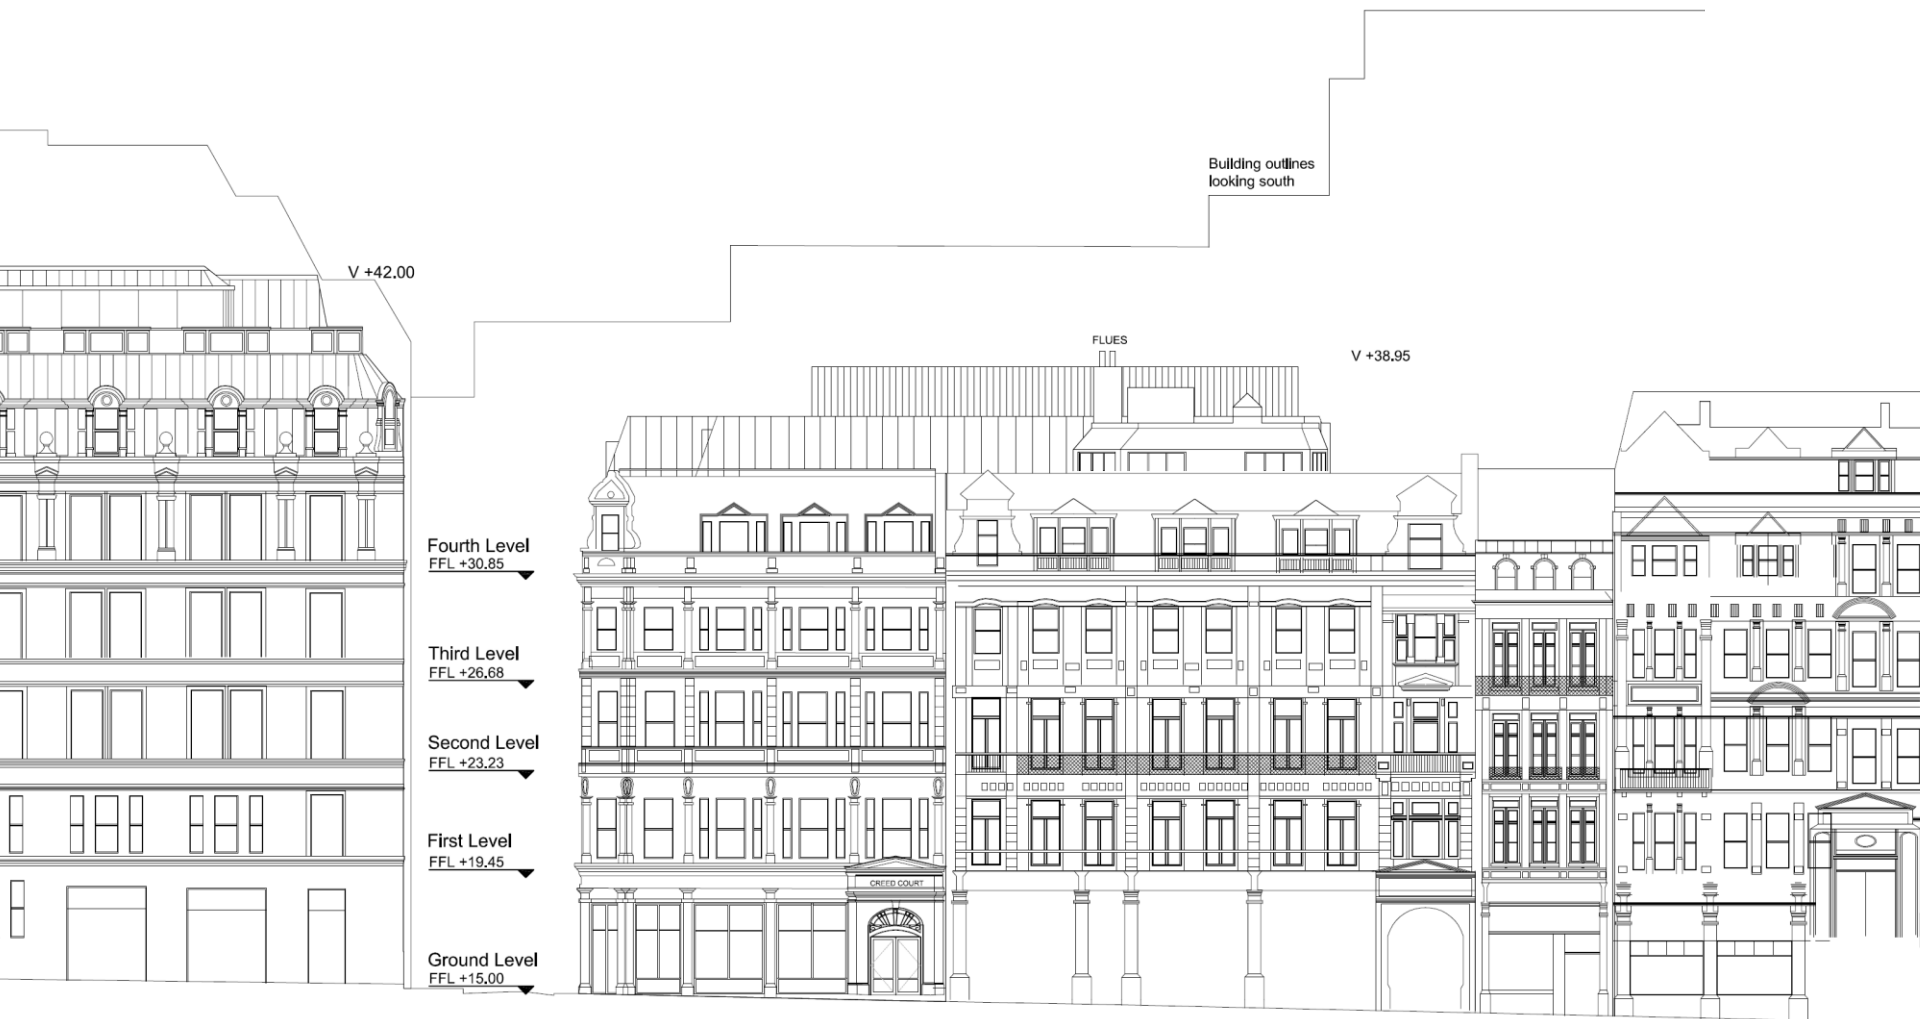 Building outlines
looking south
V +42.00
FLUES
V +38.95
Fourth Level
FFL +30.85
Third Level
FFL +26.68
Second Level
FFL +23.23
First Level
FFL +19.45
CREED COURT
Ground Level
FFL +15.00